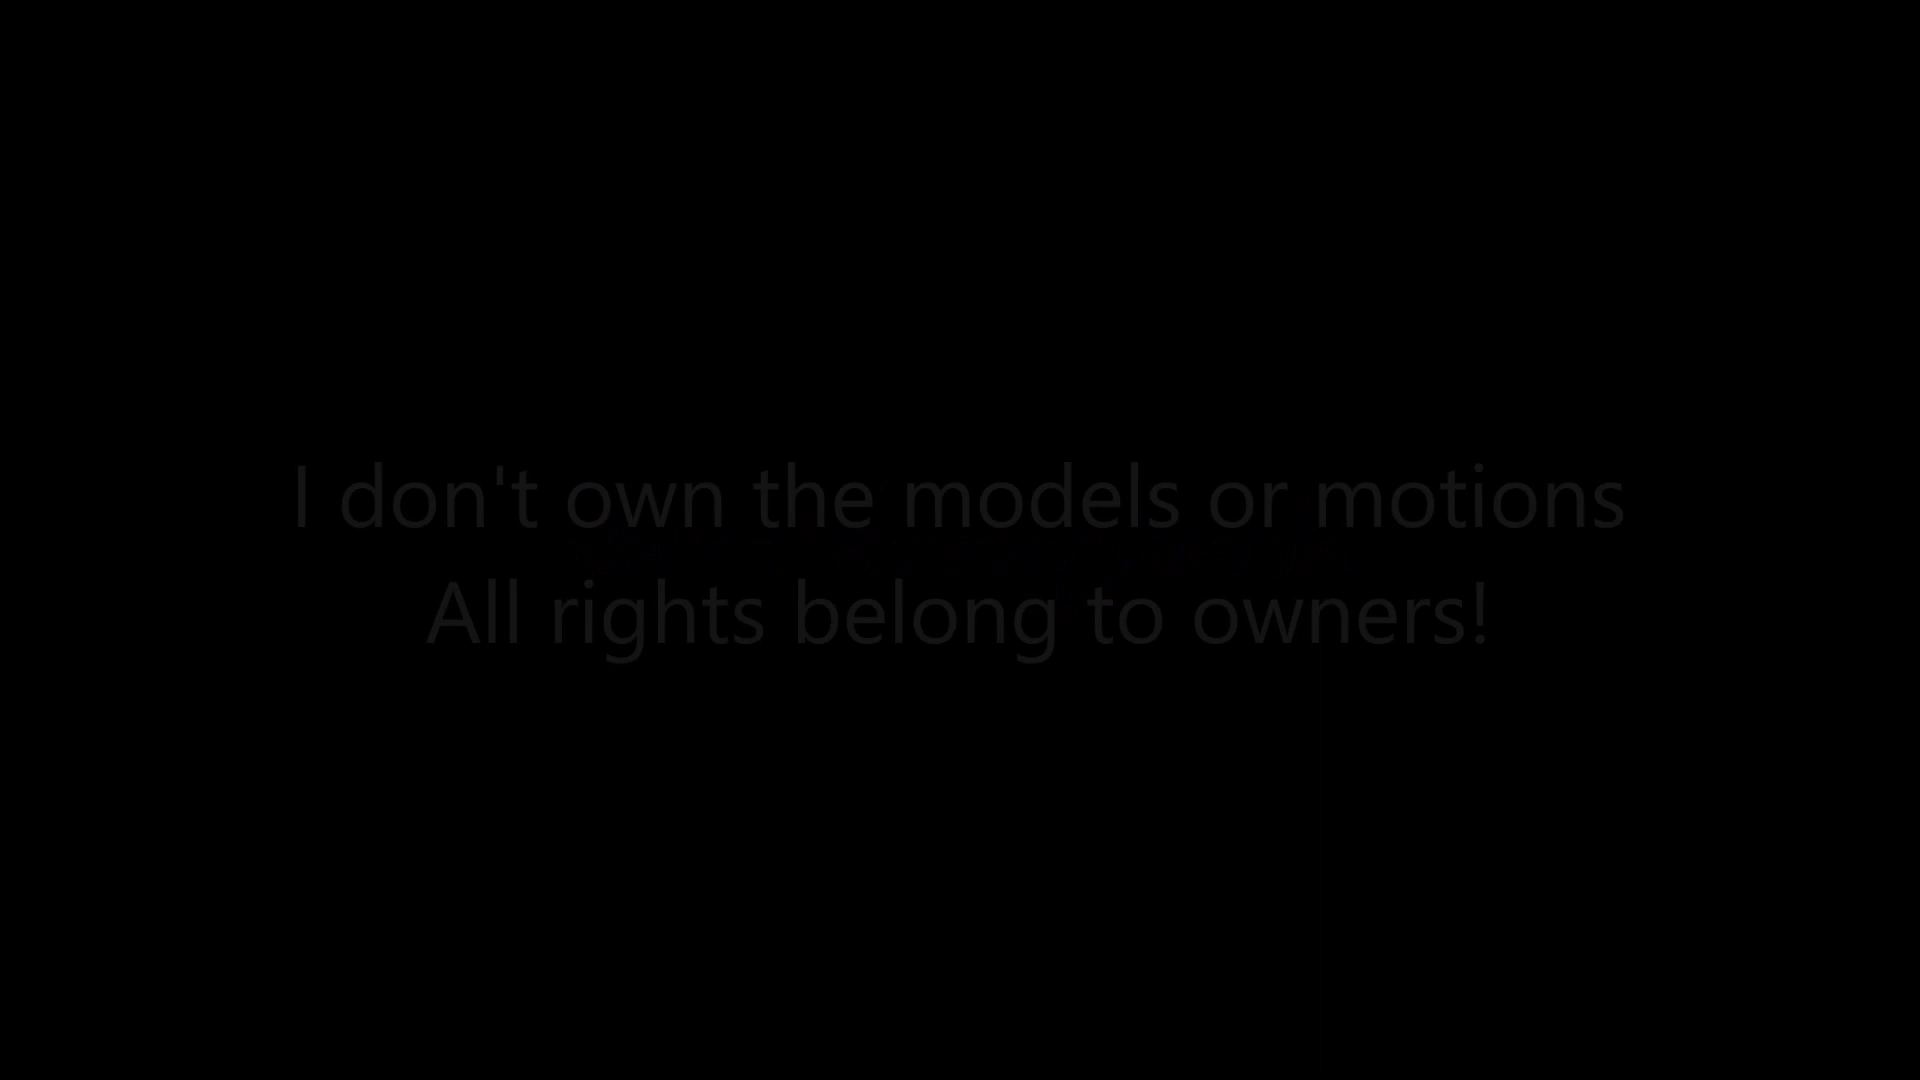 I don't own the models or motions
All rights belong to owners!